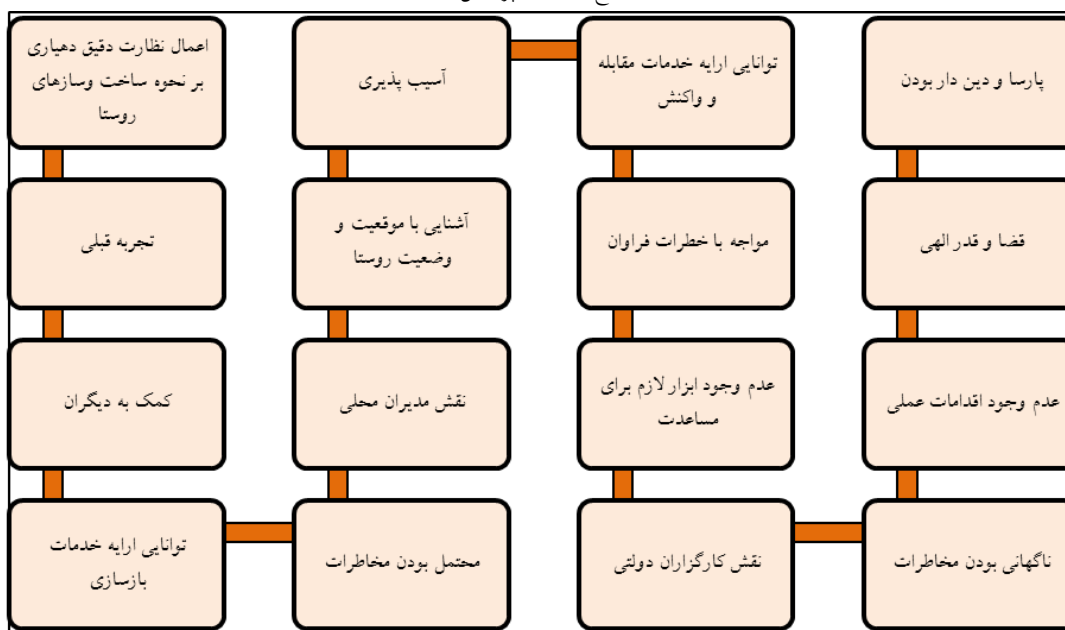 پارسا و دین دار بودن
توانایی ارایه خدمات مقابله
و واکنش
آسیب پذیری
اعمال نظارت دقیق دهیاری
بر نحوه ساخت وسازهای
روستا
قضا و قدر الهی
مواجه با خطرات فراوان
آشنایی با موقعیت و
وضعیت روستا
تجربه قبلی
عدم وجود اقدامات عملی
عدم وجود ابزار لازم برای
مساعدت
نقش مدیران محلی
کمک به دیگران
ناگهانی بودن مخاطرات
نقش کارگزاران دولتی
محتمل بودن مخاطرات
توانایی ارایه خدمات
بازسازی